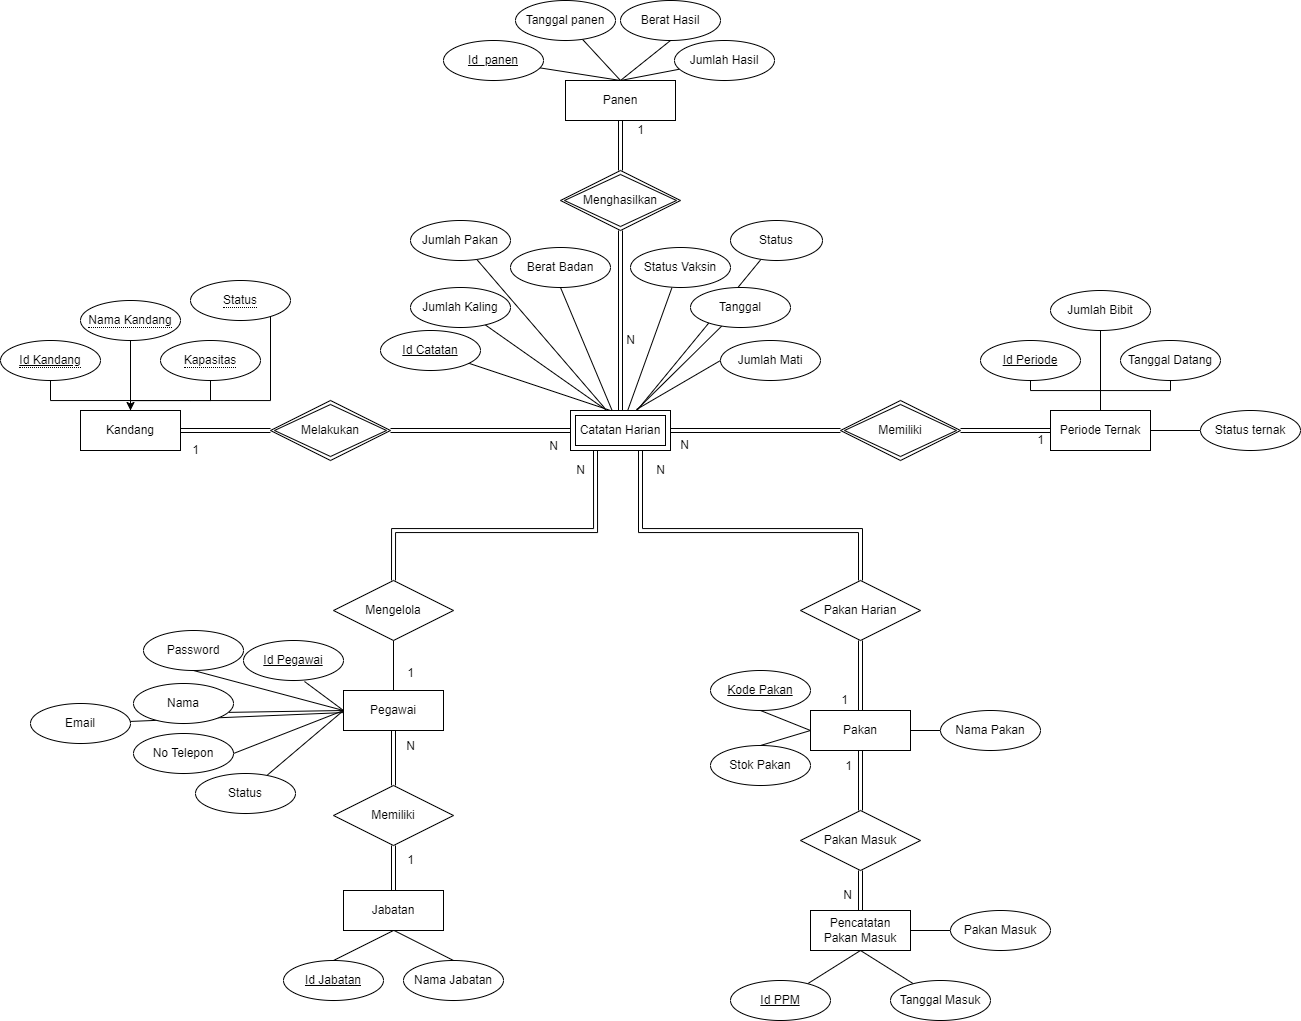 Tanggal panen
Berat Hasil
Id_panen
Jumlah Hasil
Panen
1
Menghasilkan
Jumlah Pakan
Status
Berat Badan
Status Vaksin
Status
Jumlah Kaling
Tanggal
Nama Kandang
Jumlah Bibit
N
Id Catatan
Id Kandang
Kapasitas
Jumlah Mati
Id Periode
Tanggal Datang
Kandang
Melakukan
Catatan Harian
Memiliki
Periode Ternak
Status ternak
1
N
N
1
N
N
Mengelola
Pakan Harian
Password
Id Pegawai
1
Kode Pakan
Nama
1
Pegawai
Email
Pakan
Nama Pakan
No Telepon
N
Stok Pakan
1
Status
Memiliki
Pakan Masuk
1
N
Jabatan
Pencatatan
Pakan Masuk
Pakan Masuk
Id Jabatan
Nama Jabatan
Id PPM
Tanggal Masuk